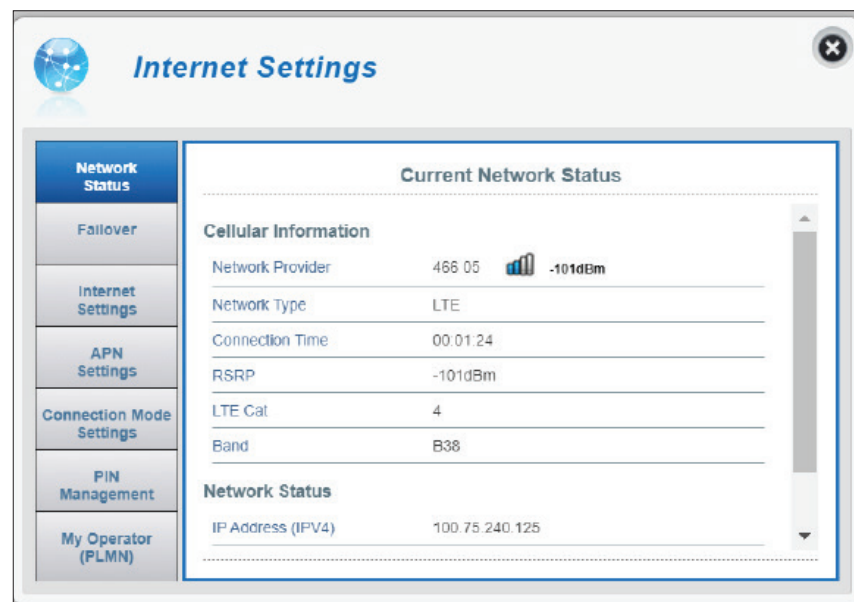 Internet Settings
Network
Status
Failover
Internet
Settings
APN
Settings
Connection Mode
Settings
PIN
Management
My Operator
(PLMN)
Current Network Status
Cellular Information
Network Provider 466 05 -101dBm
Network Type LTE
Connection Time 00:01:24
RSRP -101dBm
LTE Cat 4
Band B38
Network Status
IP Address (IPV4) 100.75.240.125